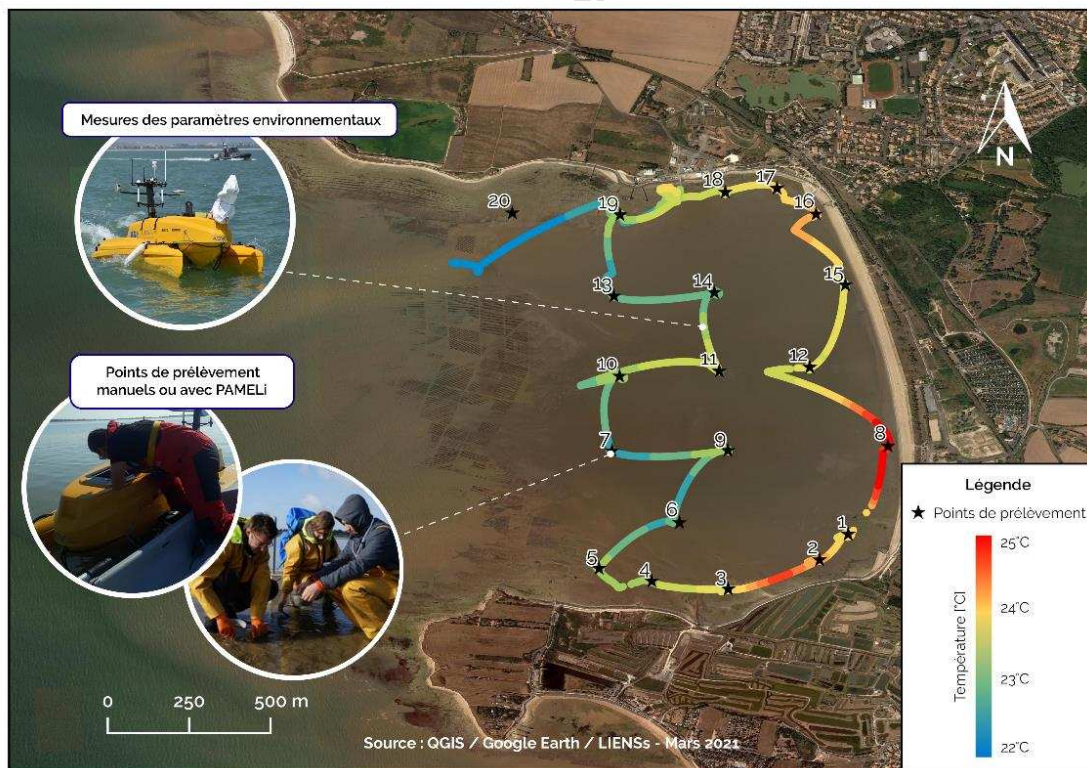 Mesures des paramètres environnementaux
N
20
19
18
17
16
15
13
14
12
10
11
8
7
9
6
1
2
5
4
3
Points de prélèvement
manuels ou avec PAMELi
Légende
★ Points de prélèvement
Température [°C]
25°C
24°C
23°C
22°C
0 250 500 m
Source : QGIS / Google Earth / LIENSs - Mars 2021